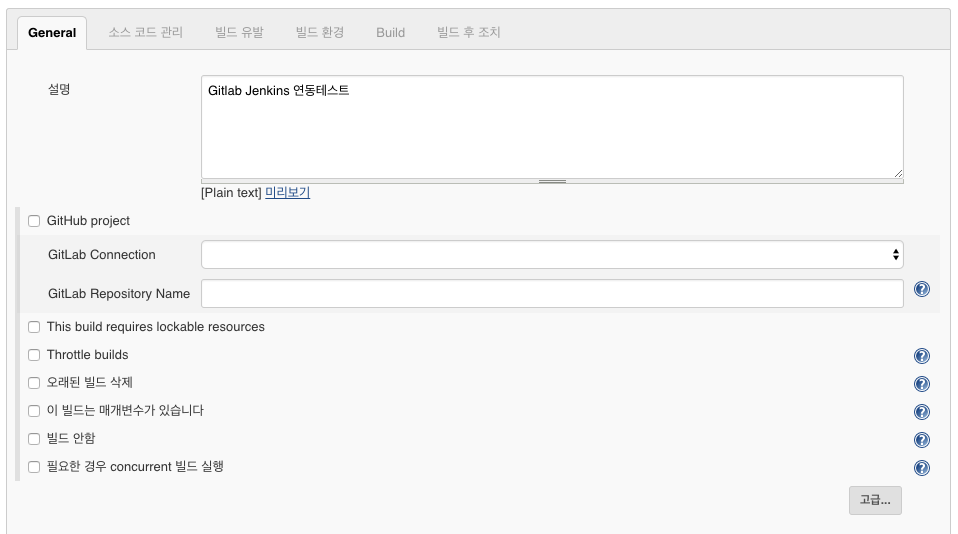 General 소스 코드 관리 빌드 유발 빌드 환경 Build 빌드 후 조치
설명 Gitlab Jenkins 연동테스트
[Plain text] 미리보기
GitHub project
GitLab Connection
GitLab Repository Name
This build requires lockable resources
Throttle builds
오래된 빌드 삭제
이 빌드는 매개변수가 있습니다
빌드 안함
필요한 경우 concurrent 빌드 실행
고급...